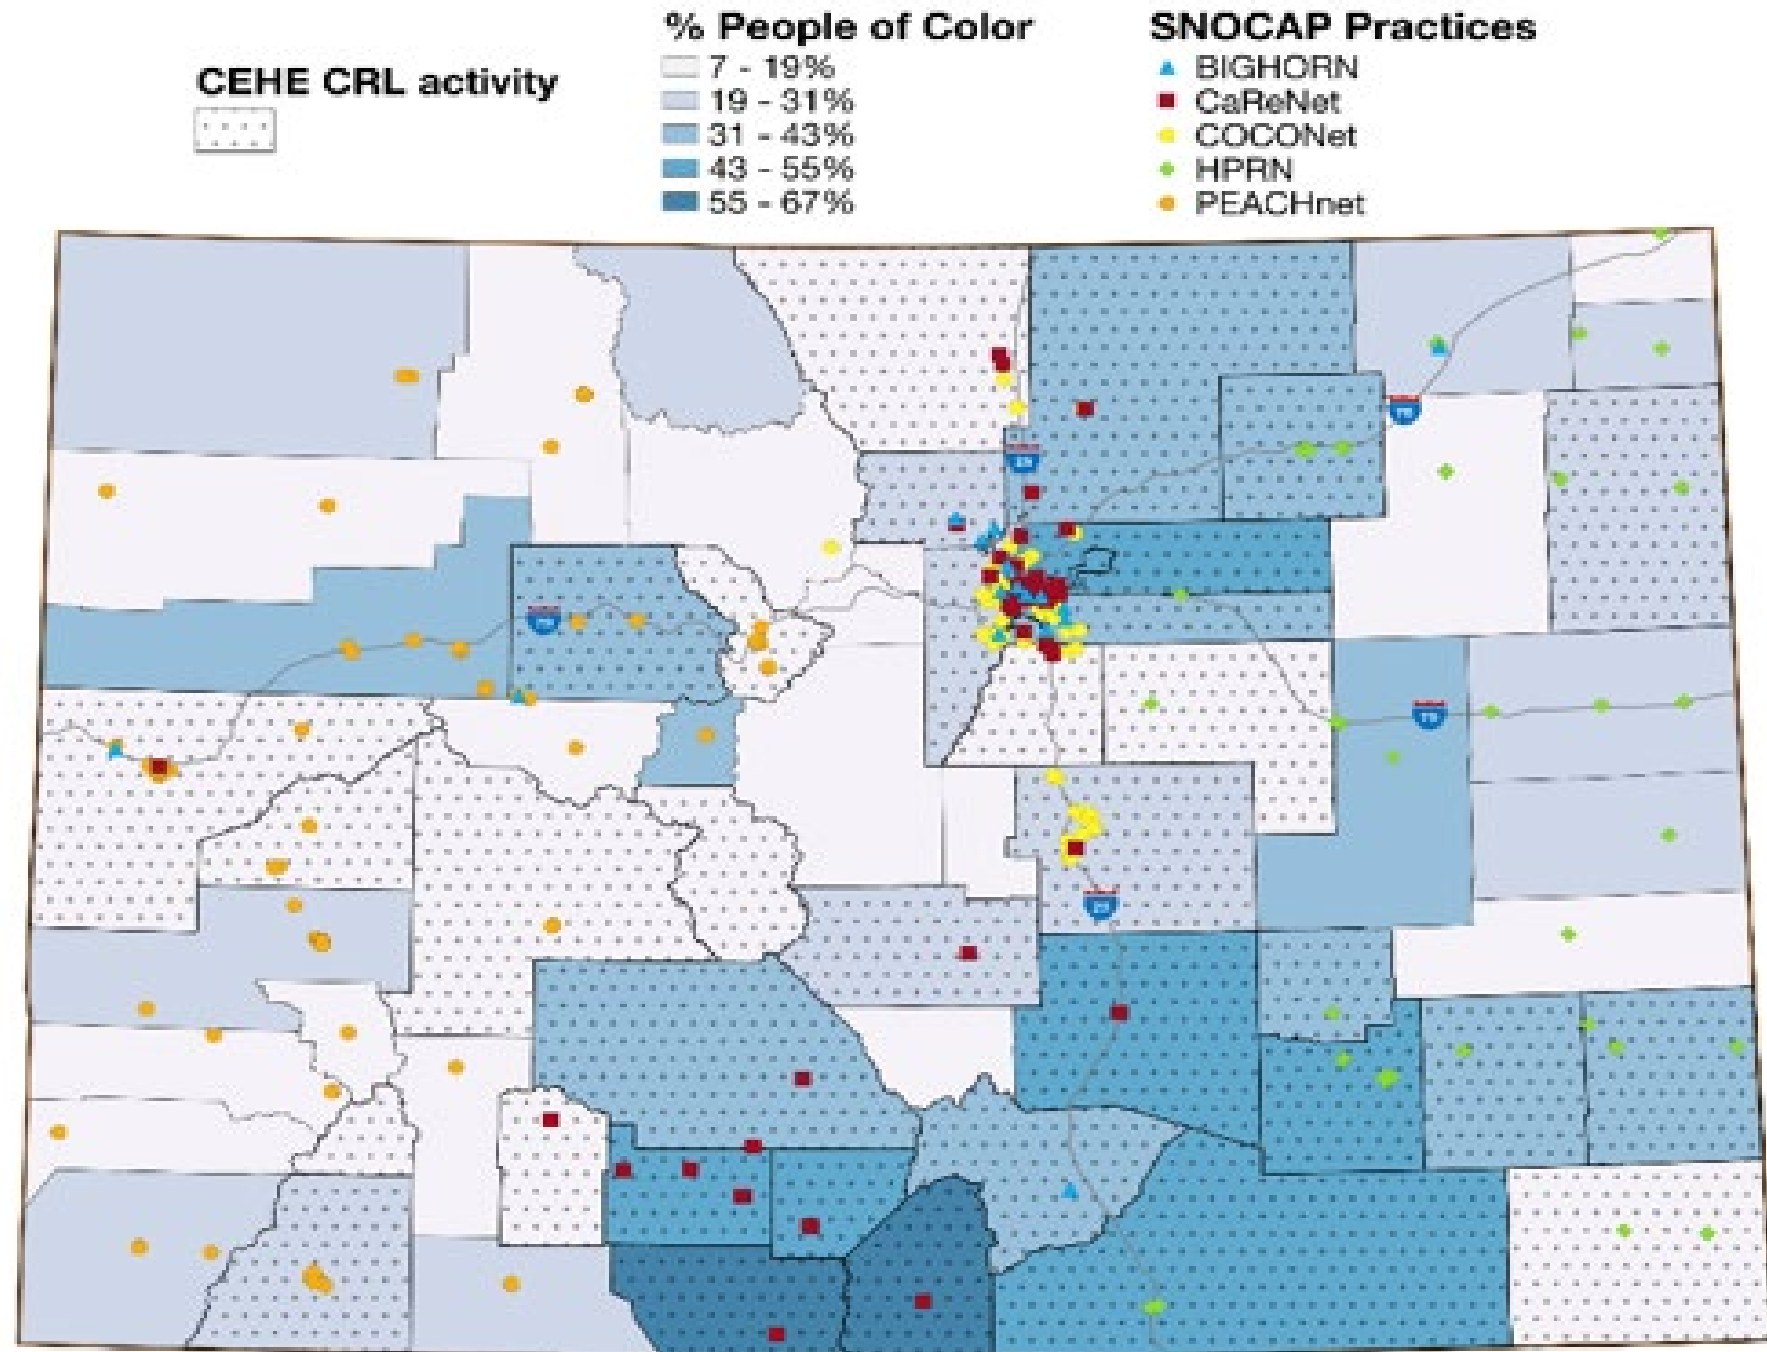 CEHE CRL activity
% People of Color
7 - 19%
19 - 31%
31 - 43%
43 - 55%
55 - 67%
SNOCAP Practices
BIGHORN
CaReNet
COCONet
HPRN
PEACHnet